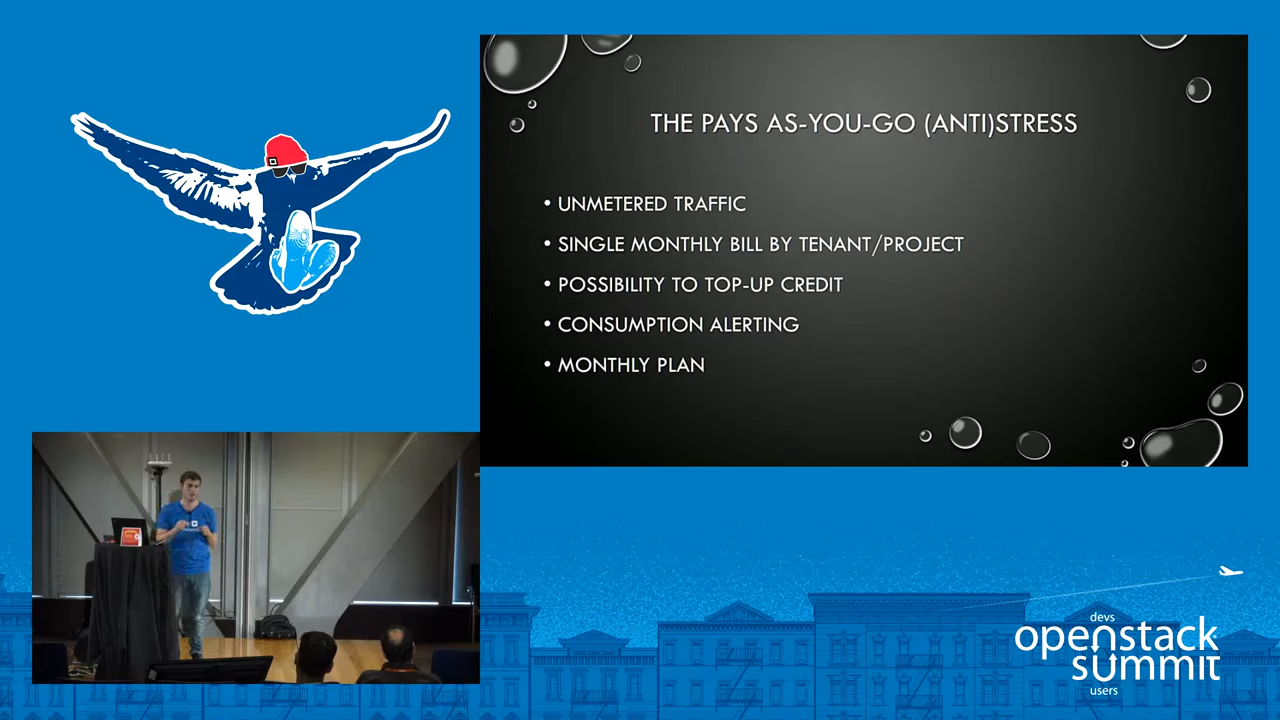 THE PAYS AS-YOU-GO (ANTI)STRESS
• UNMETERED TRAFFIC
• SINGLE MONTHLY BILL BY TENANT/PROJECT
• POSSIBILITY TO TOP-UP CREDIT
• CONSUMPTION ALERTING
• MONTHLY PLAN
devs
openstack
summit
users